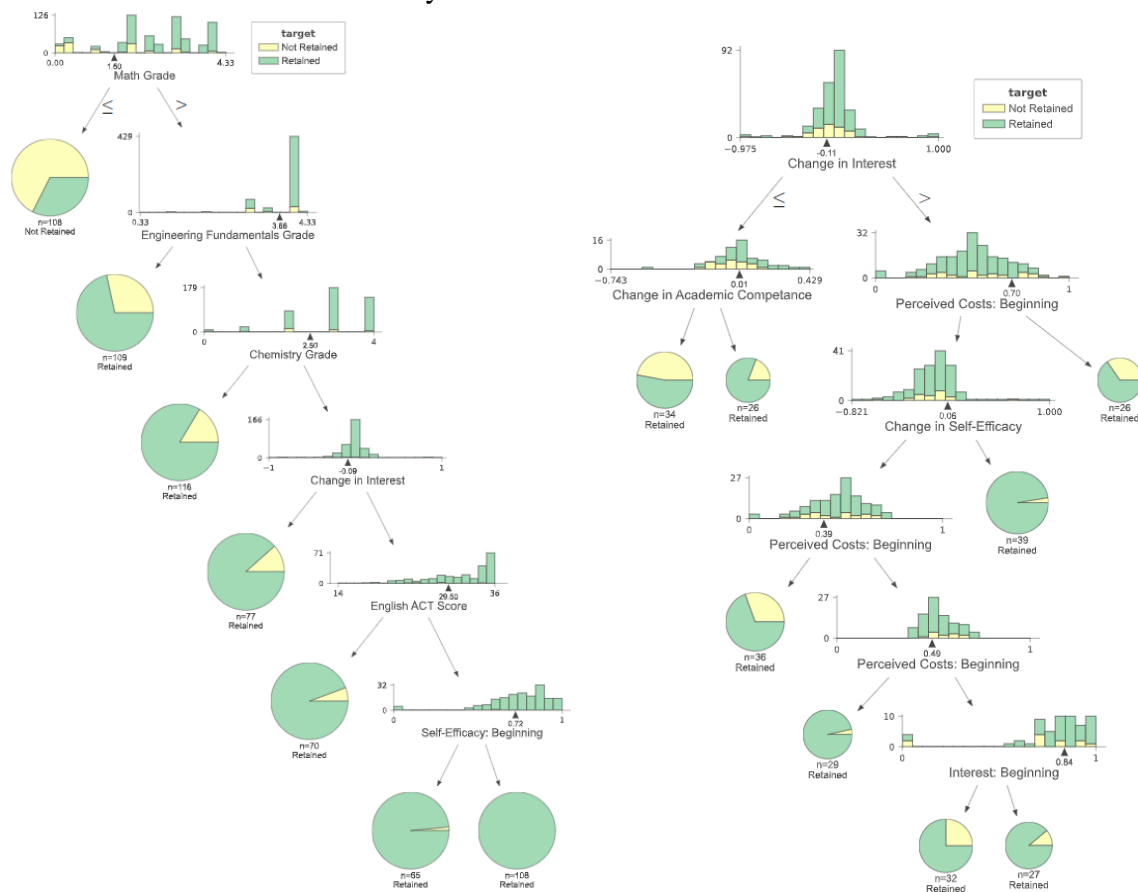 126
target
Not Retained
Retained
0
0.00
1.50
4.33
Math Grade
≤
>
429
0
0.33
3.66
4.33
Engineering Fundamentals Grade
n=108
Not Retained
179
0
0
2.50
4
Chemistry Grade
n=109
Retained
166
0
−1
-0.09
1
Change in Interest
n=116
Retained
71
0
14
29.50
36
English ACT Score
n=77
Retained
32
0
0
0.72
1
Self-Efficacy: Beginning
n=70
Retained
n=65
Retained
n=108
Retained
92
target
Not Retained
Retained
0
−0.975
-0.11
1.000
Change in Interest
≤
>
16
0
−0.743
0.01
0.429
Change in Academic Competance
32
0
0
0.70
1
Perceived Costs: Beginning
n=34
Retained
n=26
Retained
41
0
−0.821
0.06
1.000
Change in Self-Efficacy
n=26
Retained
27
0
0
0.39
1
Perceived Costs: Beginning
n=39
Retained
27
0
0
0.49
1
Perceived Costs: Beginning
n=36
Retained
10
0
0
0.84
1
Interest: Beginning
n=29
Retained
n=32
Retained
n=27
Retained